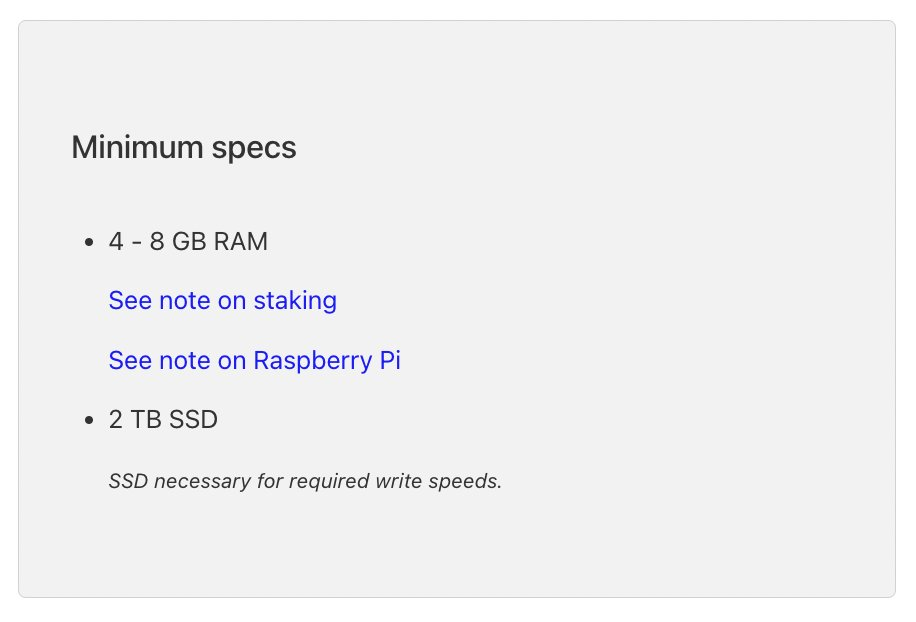 Minimum specs
• 4 - 8 GB RAM
See note on staking
See note on Raspberry Pi
• 2 TB SSD
SSD necessary for required write speeds.